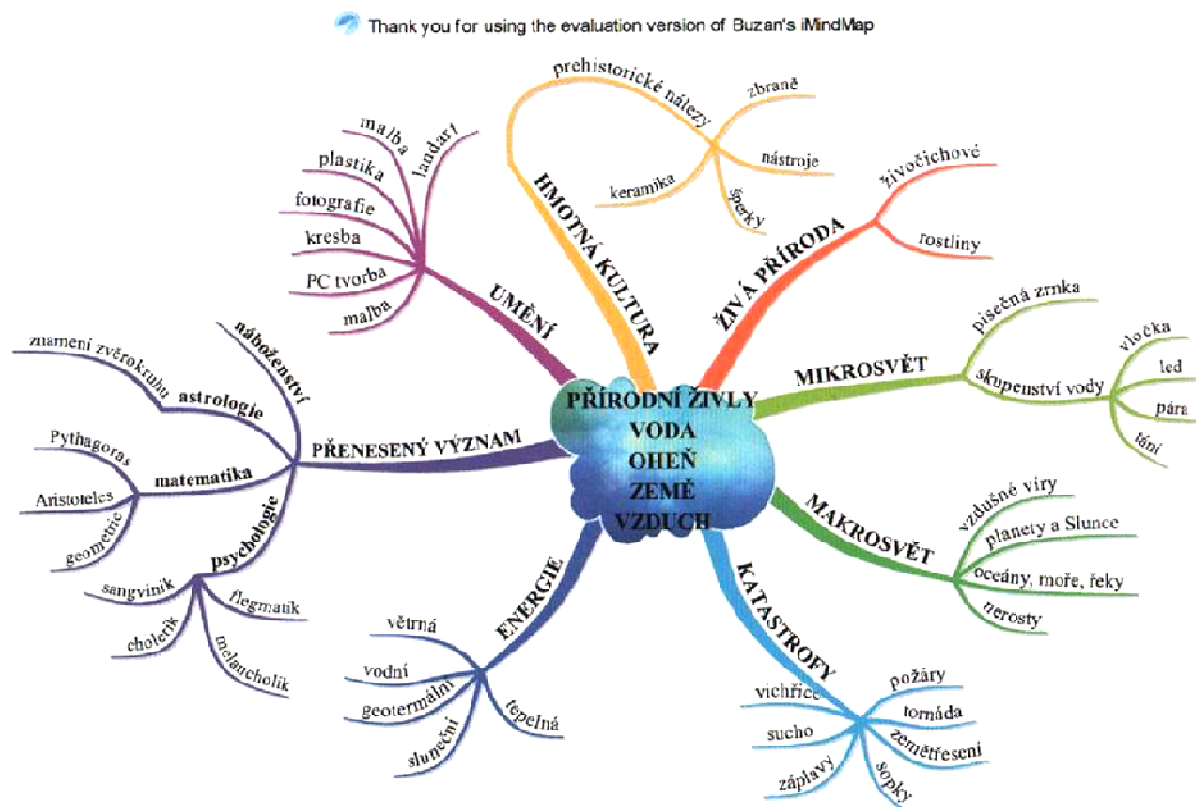 Thank you for using the evaluation version of Buzan's iMindMap
PŘÍRODNÍ ŽIVLY
VODA
OHEŇ
ZEMĚ
VZDUCH
HMOTNÁ KULTURA
prehistorické nálezy
zbraně
nástroje
šperky
keramika
ŽIVÁ PŘÍRODA
živočichové
rostliny
MIKROSVĚT
písečná zrnka
skupenství vody
vločka
led
pára
tání
MAKROSVĚT
vzdušné víry
planety a Slunce
oceány, moře, řeky
nerosty
KATASTROFY
požáry
tornáda
zemětřesení
sopky
záplavy
sucho
vichřice
ENERGIE
větrná
vodní
geotermální
sluneční
tepelná
PŘENESENÝ VÝZNAM
náboženství
astrologie
znamení zvěrokruhu
matematika
Pythagoras
Aristoteles
geometrie
psychologie
sangvinik
cholerik
melancholik
flegmatik
UMĚNÍ
landart
malba
plastika
fotografie
kresba
PC tvorba
malba